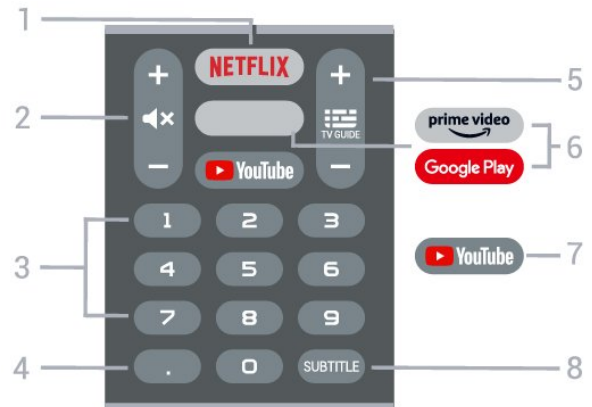 1
NETFLIX
+ +
5
2
TV GUIDE
prime video
6
Google Play
- -
YouTube
1 2 3
3
YouTube
7
4 5 6
7 8 9
4
. 0 SUBTITLE
8